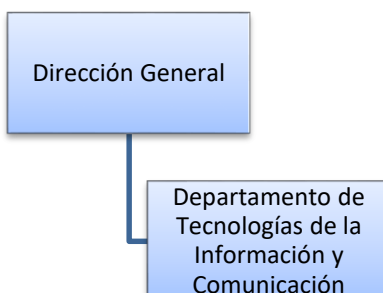 Dirección General
Departamento de
Tecnologías de la
Información y
Comunicación